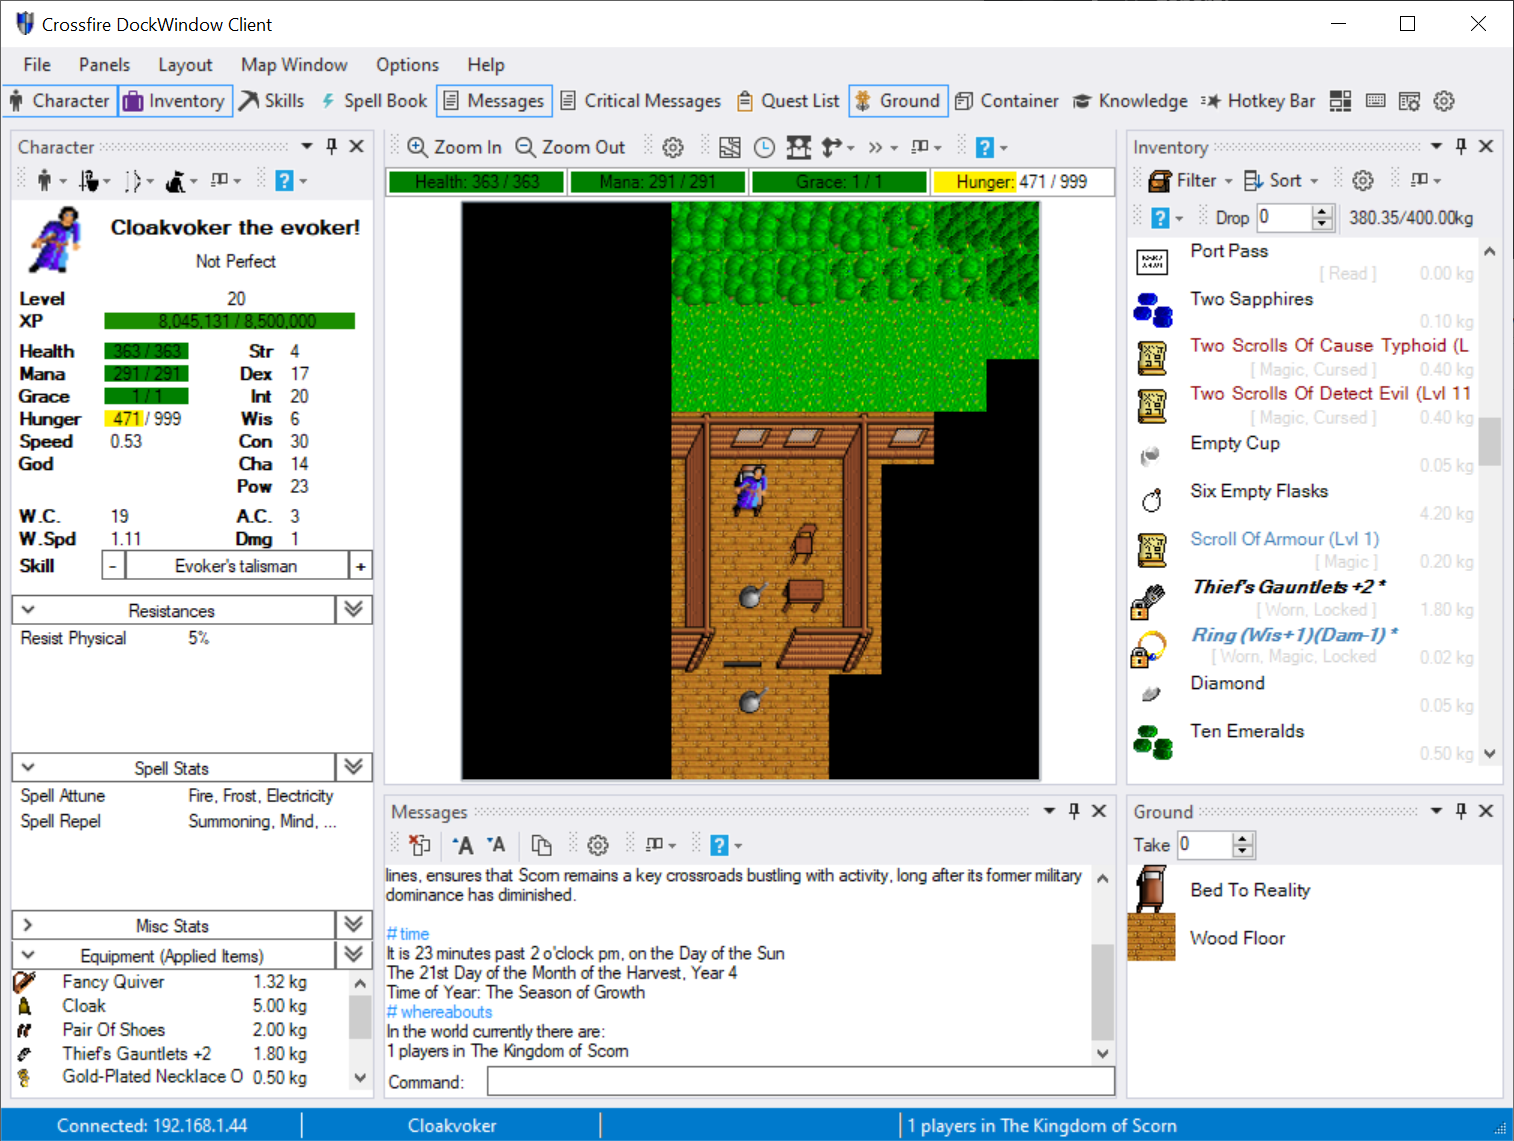 Crossfire DockWindow Client
File Panels Layout Map Window Options Help
Character Inventory Skills Spell Book Messages Critical Messages Quest List Ground Container Knowledge Hotkey Bar
Character
Cloakvoker the evoker!
Not Perfect
Level 20
XP 8,045,131 / 8,500,000
Health 363 / 363 Str 4
Mana 291 / 291 Dex 17
Grace 1 / 1 Int 20
Hunger 471 / 999 Wis 6
Speed 0.53 Con 30
God Cha 14
Pow 23
W.C. 19 A.C. 3
W.Spd 1.11 Dmg 1
Skill - Evoker's talisman +
Resistances
Resist Physical 5%
Spell Stats
Spell Attune Fire, Frost, Electricity
Spell Repel Summoning, Mind, ...
Misc Stats
Equipment (Applied Items)
Fancy Quiver 1.32 kg
Cloak 5.00 kg
Pair Of Shoes 2.00 kg
Thief's Gauntlets +2 1.80 kg
Gold-Plated Necklace O 0.50 kg
Zoom In Zoom Out
Health: 363 / 363 Mana: 291 / 291 Grace: 1 / 1 Hunger: 471 / 999
Messages
lines, ensures that Scorn remains a key crossroads bustling with activity, long after its former military
dominance has diminished.
# time
It is 23 minutes past 2 o'clock pm, on the Day of the Sun
The 21st Day of the Month of the Harvest, Year 4
Time of Year: The Season of Growth
# whereabouts
In the world currently there are:
1 players in The Kingdom of Scorn
Command:
Inventory
Filter Sort
Drop 0 380.35/400.00kg
Port Pass
[ Read ] 0.00 kg
Two Sapphires
0.10 kg
Two Scrolls Of Cause Typhoid (L
[ Magic, Cursed ] 0.40 kg
Two Scrolls Of Detect Evil (Lvl 11
[ Magic, Cursed ] 0.40 kg
Empty Cup
0.05 kg
Six Empty Flasks
4.20 kg
Scroll Of Armour (Lvl 1)
[ Magic ] 0.20 kg
Thief's Gauntlets +2 *
[ Worn, Locked ] 1.80 kg
Ring (Wis+1)(Dam-1) *
[ Worn, Magic, Locked 0.02 kg
Diamond
0.05 kg
Ten Emeralds
0.50 kg
Ground
Take 0
Bed To Reality
Wood Floor
Connected: 192.168.1.44 Cloakvoker 1 players in The Kingdom of Scorn